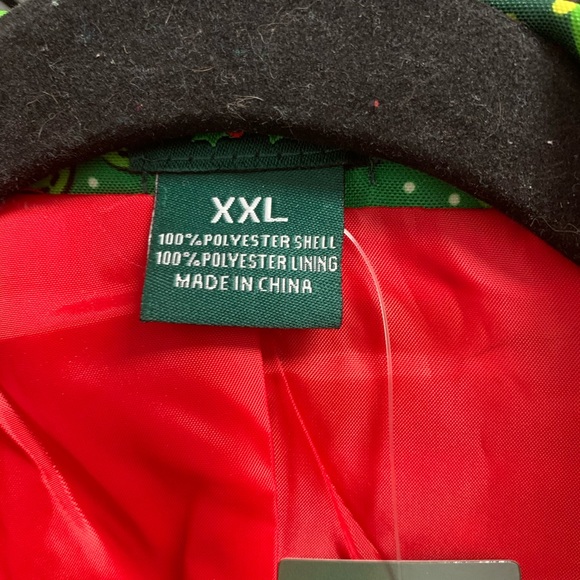 XXL
100% POLYESTER SHELL
100% POLYESTER LINING
MADE IN CHINA